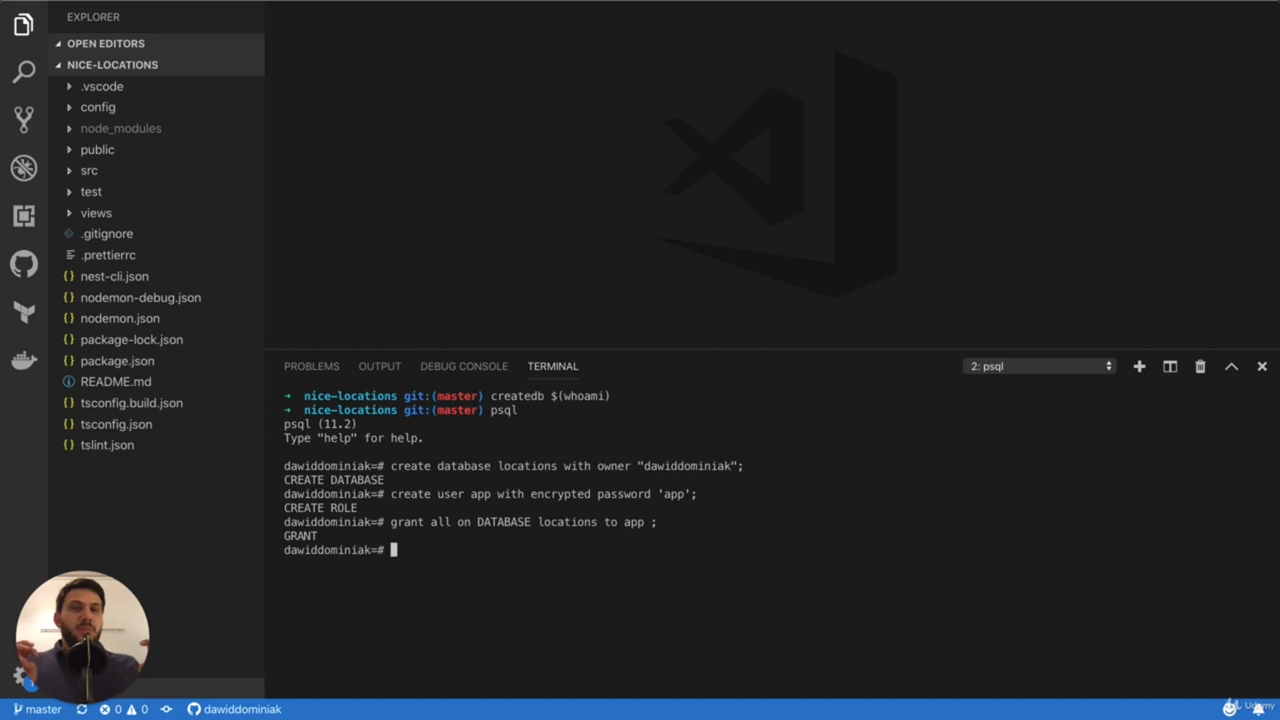 EXPLORER
OPEN EDITORS
NICE-LOCATIONS
.vscode
config
node_modules
public
src
test
views
.gitignore
.prettierrc
nest-cli.json
nodemon-debug.json
nodemon.json
package-lock.json
package.json
README.md
tsconfig.build.json
tsconfig.json
tslint.json
PROBLEMS OUTPUT DEBUG CONSOLE TERMINAL 2: psql
→ nice-locations git:(master) createdb $(whoami)
→ nice-locations git:(master) psql
psql (11.2)
Type "help" for help.
dawiddominiak=# create database locations with owner "dawiddominiak";
CREATE DATABASE
dawiddominiak=# create user app with encrypted password 'app';
CREATE ROLE
dawiddominiak=# grant all on DATABASE locations to app ;
GRANT
dawiddominiak=#
master 0 0 dawiddominiak Udemy